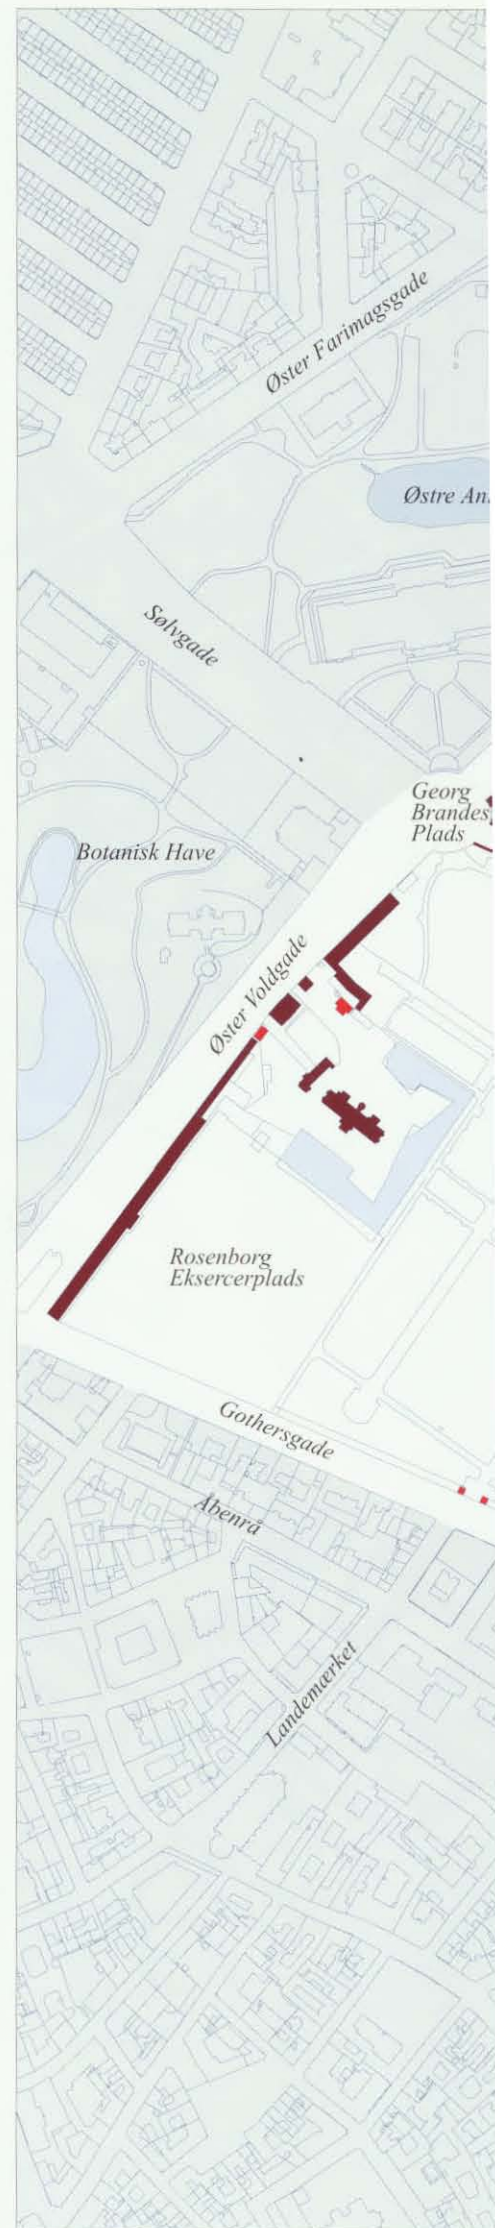 Øster Farimagsgade
Østre An
Sølvgade
Georg
Brandes
Plads
Botanisk Have
Øster Voldgade
Rosenborg
Eksercerplads
Gothersgade
Åbenrå
Landemærket